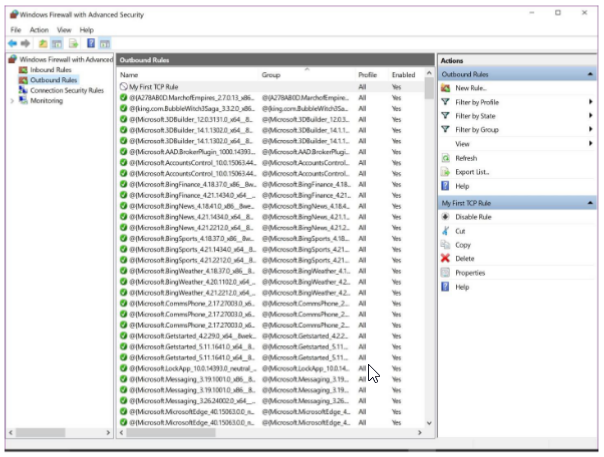 Windows Firewall with Advanced Security
File Action View Help
Windows Firewall with Advanced
Inbound Rules
Outbound Rules
Connection Security Rules
Monitoring
Outbound Rules
Name Group Profile Enabled
My First TCP Rule All Yes
@{A278AB0D.MarchofEmpires_2.7.0.13_x86... @{A278AB0D.MarchofEmpire... All Yes
@{king.com.BubbleWitch3Saga_3.3.2.0_x86... @{king.com.BubbleWitch3Sa... All Yes
@{Microsoft.3DBuilder_12.0.3131.0_x64__8... @{Microsoft.3DBuilder_12.0.3... All Yes
@{Microsoft.3DBuilder_14.1.1302.0_x64__8... @{Microsoft.3DBuilder_14.1.1... All Yes
@{Microsoft.3DBuilder_14.1.1302.0_x64__8... @{Microsoft.3DBuilder_14.1.1... All Yes
@{Microsoft.AAD.BrokerPlugin_1000.14393... @{Microsoft.AAD.BrokerPlugi... All Yes
@{Microsoft.AccountsControl_10.0.15063.44... @{Microsoft.AccountsControl... All Yes
@{Microsoft.AccountsControl_10.0.15063.44... @{Microsoft.AccountsControl... All Yes
@{Microsoft.BingFinance_4.18.37.0_x86__8we... @{Microsoft.BingFinance_4.18... All Yes
@{Microsoft.BingFinance_4.21.1434.0_x64__... @{Microsoft.BingFinance_4.21... All Yes
@{Microsoft.BingNews_4.18.41.0_x86__8we... @{Microsoft.BingNews_4.18.4... All Yes
@{Microsoft.BingNews_4.21.1434.0_x64__8... @{Microsoft.BingNews_4.21.1... All Yes
@{Microsoft.BingNews_4.21.2212.0_x64__8... @{Microsoft.BingNews_4.21.2... All Yes
@{Microsoft.BingSports_4.18.37.0_x86__8w... @{Microsoft.BingSports_4.18... All Yes
@{Microsoft.BingSports_4.21.1434.0_x64__8... @{Microsoft.BingSports_4.21... All Yes
@{Microsoft.BingSports_4.21.2212.0_x64__8... @{Microsoft.BingSports_4.21... All Yes
@{Microsoft.BingWeather_4.18.37.0_x86__8... @{Microsoft.BingWeather_4.1... All Yes
@{Microsoft.BingWeather_4.20.1102.0_x64__... @{Microsoft.BingWeather_4.2... All Yes
@{Microsoft.BingWeather_4.21.2212.0_x64__... @{Microsoft.BingWeather_4.2... All Yes
@{Microsoft.CommsPhone_2.17.27003.0_x6... @{Microsoft.CommsPhone_2... All Yes
@{Microsoft.CommsPhone_2.17.27003.0_x6... @{Microsoft.CommsPhone_2... All Yes
@{Microsoft.CommsPhone_2.17.27003.0_x6... @{Microsoft.CommsPhone_2... All Yes
@{Microsoft.Getstarted_4.2.29.0_x64__8wek... @{Microsoft.Getstarted_4.2.2... All Yes
@{Microsoft.Getstarted_5.11.1641.0_x64__8... @{Microsoft.Getstarted_5.11... All Yes
@{Microsoft.Getstarted_5.11.1641.0_x64__8... @{Microsoft.Getstarted_5.11... All Yes
@{Microsoft.LockApp_10.0.14393.0_neutral_... @{Microsoft.LockApp_10.0.14... All Yes
@{Microsoft.Messaging_3.19.1001.0_x86__8... @{Microsoft.Messaging_3.19... All Yes
@{Microsoft.Messaging_3.19.1001.0_x86__8... @{Microsoft.Messaging_3.19... All Yes
@{Microsoft.Messaging_3.26.24002.0_x64__... @{Microsoft.Messaging_3.26... All Yes
@{Microsoft.MicrosoftEdge_40.15063.0.0_n... @{Microsoft.MicrosoftEdge_4... All Yes
@{Microsoft.MicrosoftEdge_40.15063.0.0_n... @{Microsoft.MicrosoftEdge_4... All Yes
Actions
Outbound Rules
New Rule...
Filter by Profile
Filter by State
Filter by Group
View
Refresh
Export List...
Help
My First TCP Rule
Disable Rule
Cut
Copy
Delete
Properties
Help